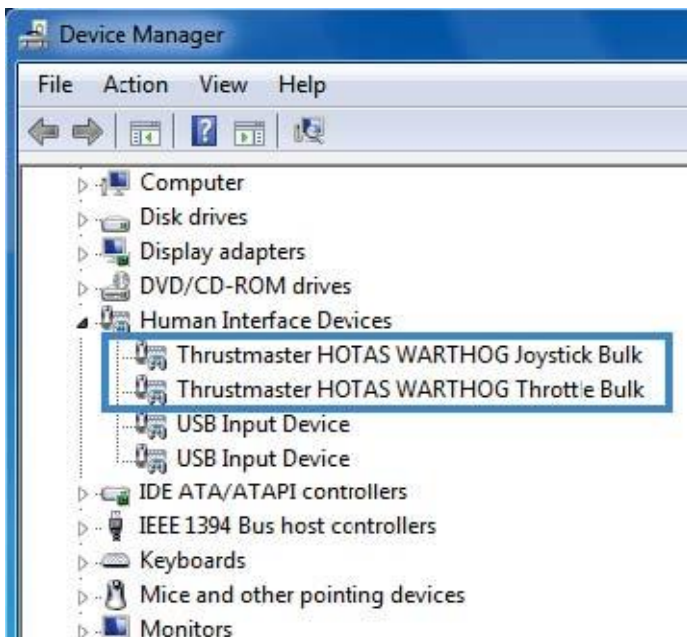 Device Manager
File Action View Help
Computer
Disk drives
Display adapters
DVD/CD-ROM drives
Human Interface Devices
Thrustmaster HOTAS WARTHOG Joystick Bulk
Thrustmaster HOTAS WARTHOG Throttle Bulk
USB Input Device
USB Input Device
IDE ATA/ATAPI controllers
IEEE 1394 Bus host controllers
Keyboards
Mice and other pointing devices
Monitors